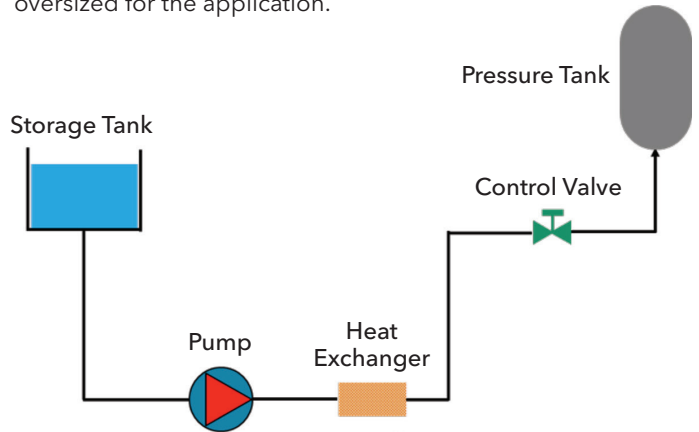 oversized for the application.
Pressure Tank
Storage Tank
Control Valve
Pump
Heat
Exchanger